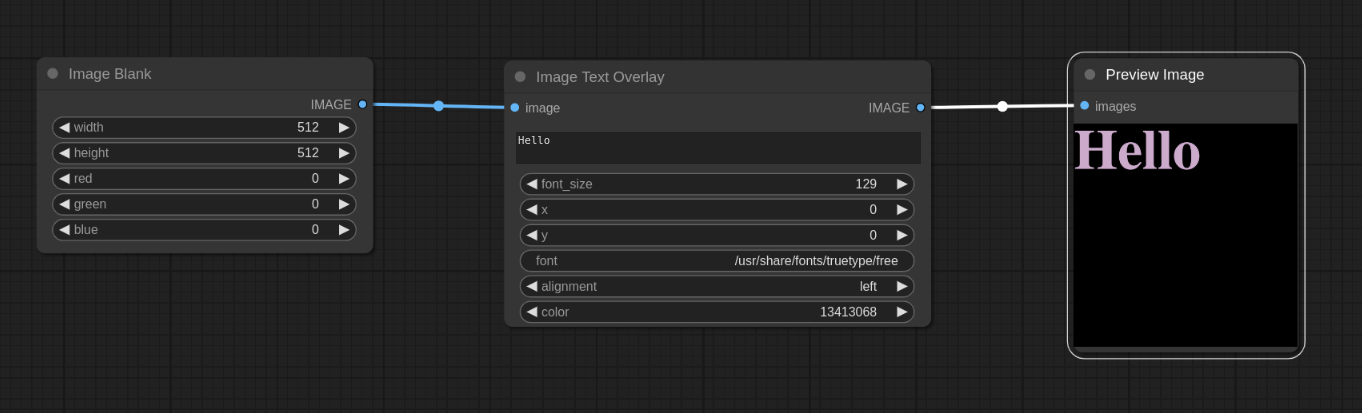 Image Blank
IMAGE
width 512
height 512
red 0
green 0
blue 0
Image Text Overlay
image IMAGE
Hello
font_size 129
x 0
y 0
font /usr/share/fonts/truetype/free
alignment left
color 13413068
Preview Image
images
Hello